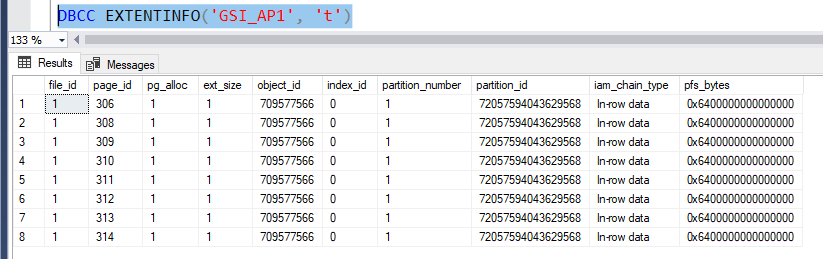 DBCC EXTENTINFO('GSI_AP1', 't')
133 %
Results Messages
file_id page_id pg_alloc ext_size object_id index_id partition_number partition_id iam_chain_type pfs_bytes
1 1 306 1 1 709577566 0 1 72057594043629568 In-row data 0x6400000000000000
2 1 308 1 1 709577566 0 1 72057594043629568 In-row data 0x6400000000000000
3 1 309 1 1 709577566 0 1 72057594043629568 In-row data 0x6400000000000000
4 1 310 1 1 709577566 0 1 72057594043629568 In-row data 0x6400000000000000
5 1 311 1 1 709577566 0 1 72057594043629568 In-row data 0x6400000000000000
6 1 312 1 1 709577566 0 1 72057594043629568 In-row data 0x6400000000000000
7 1 313 1 1 709577566 0 1 72057594043629568 In-row data 0x6400000000000000
8 1 314 1 1 709577566 0 1 72057594043629568 In-row data 0x6400000000000000